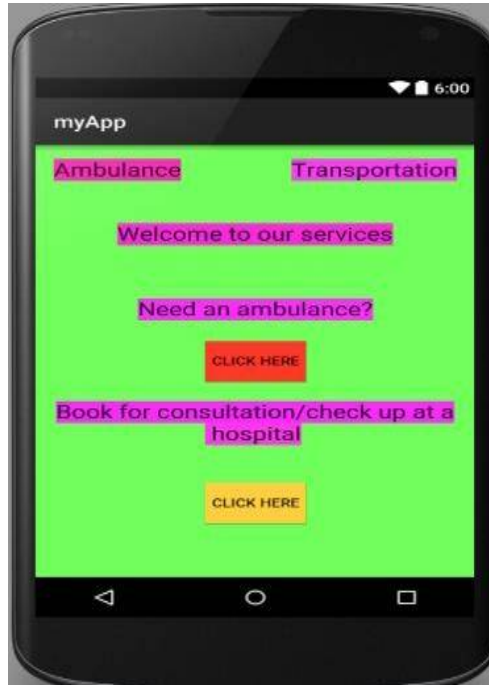 6:00
myApp
Ambulance Transportation
Welcome to our services
Need an ambulance?
CLICK HERE
Book for consultation/check up at a
hospital
CLICK HERE